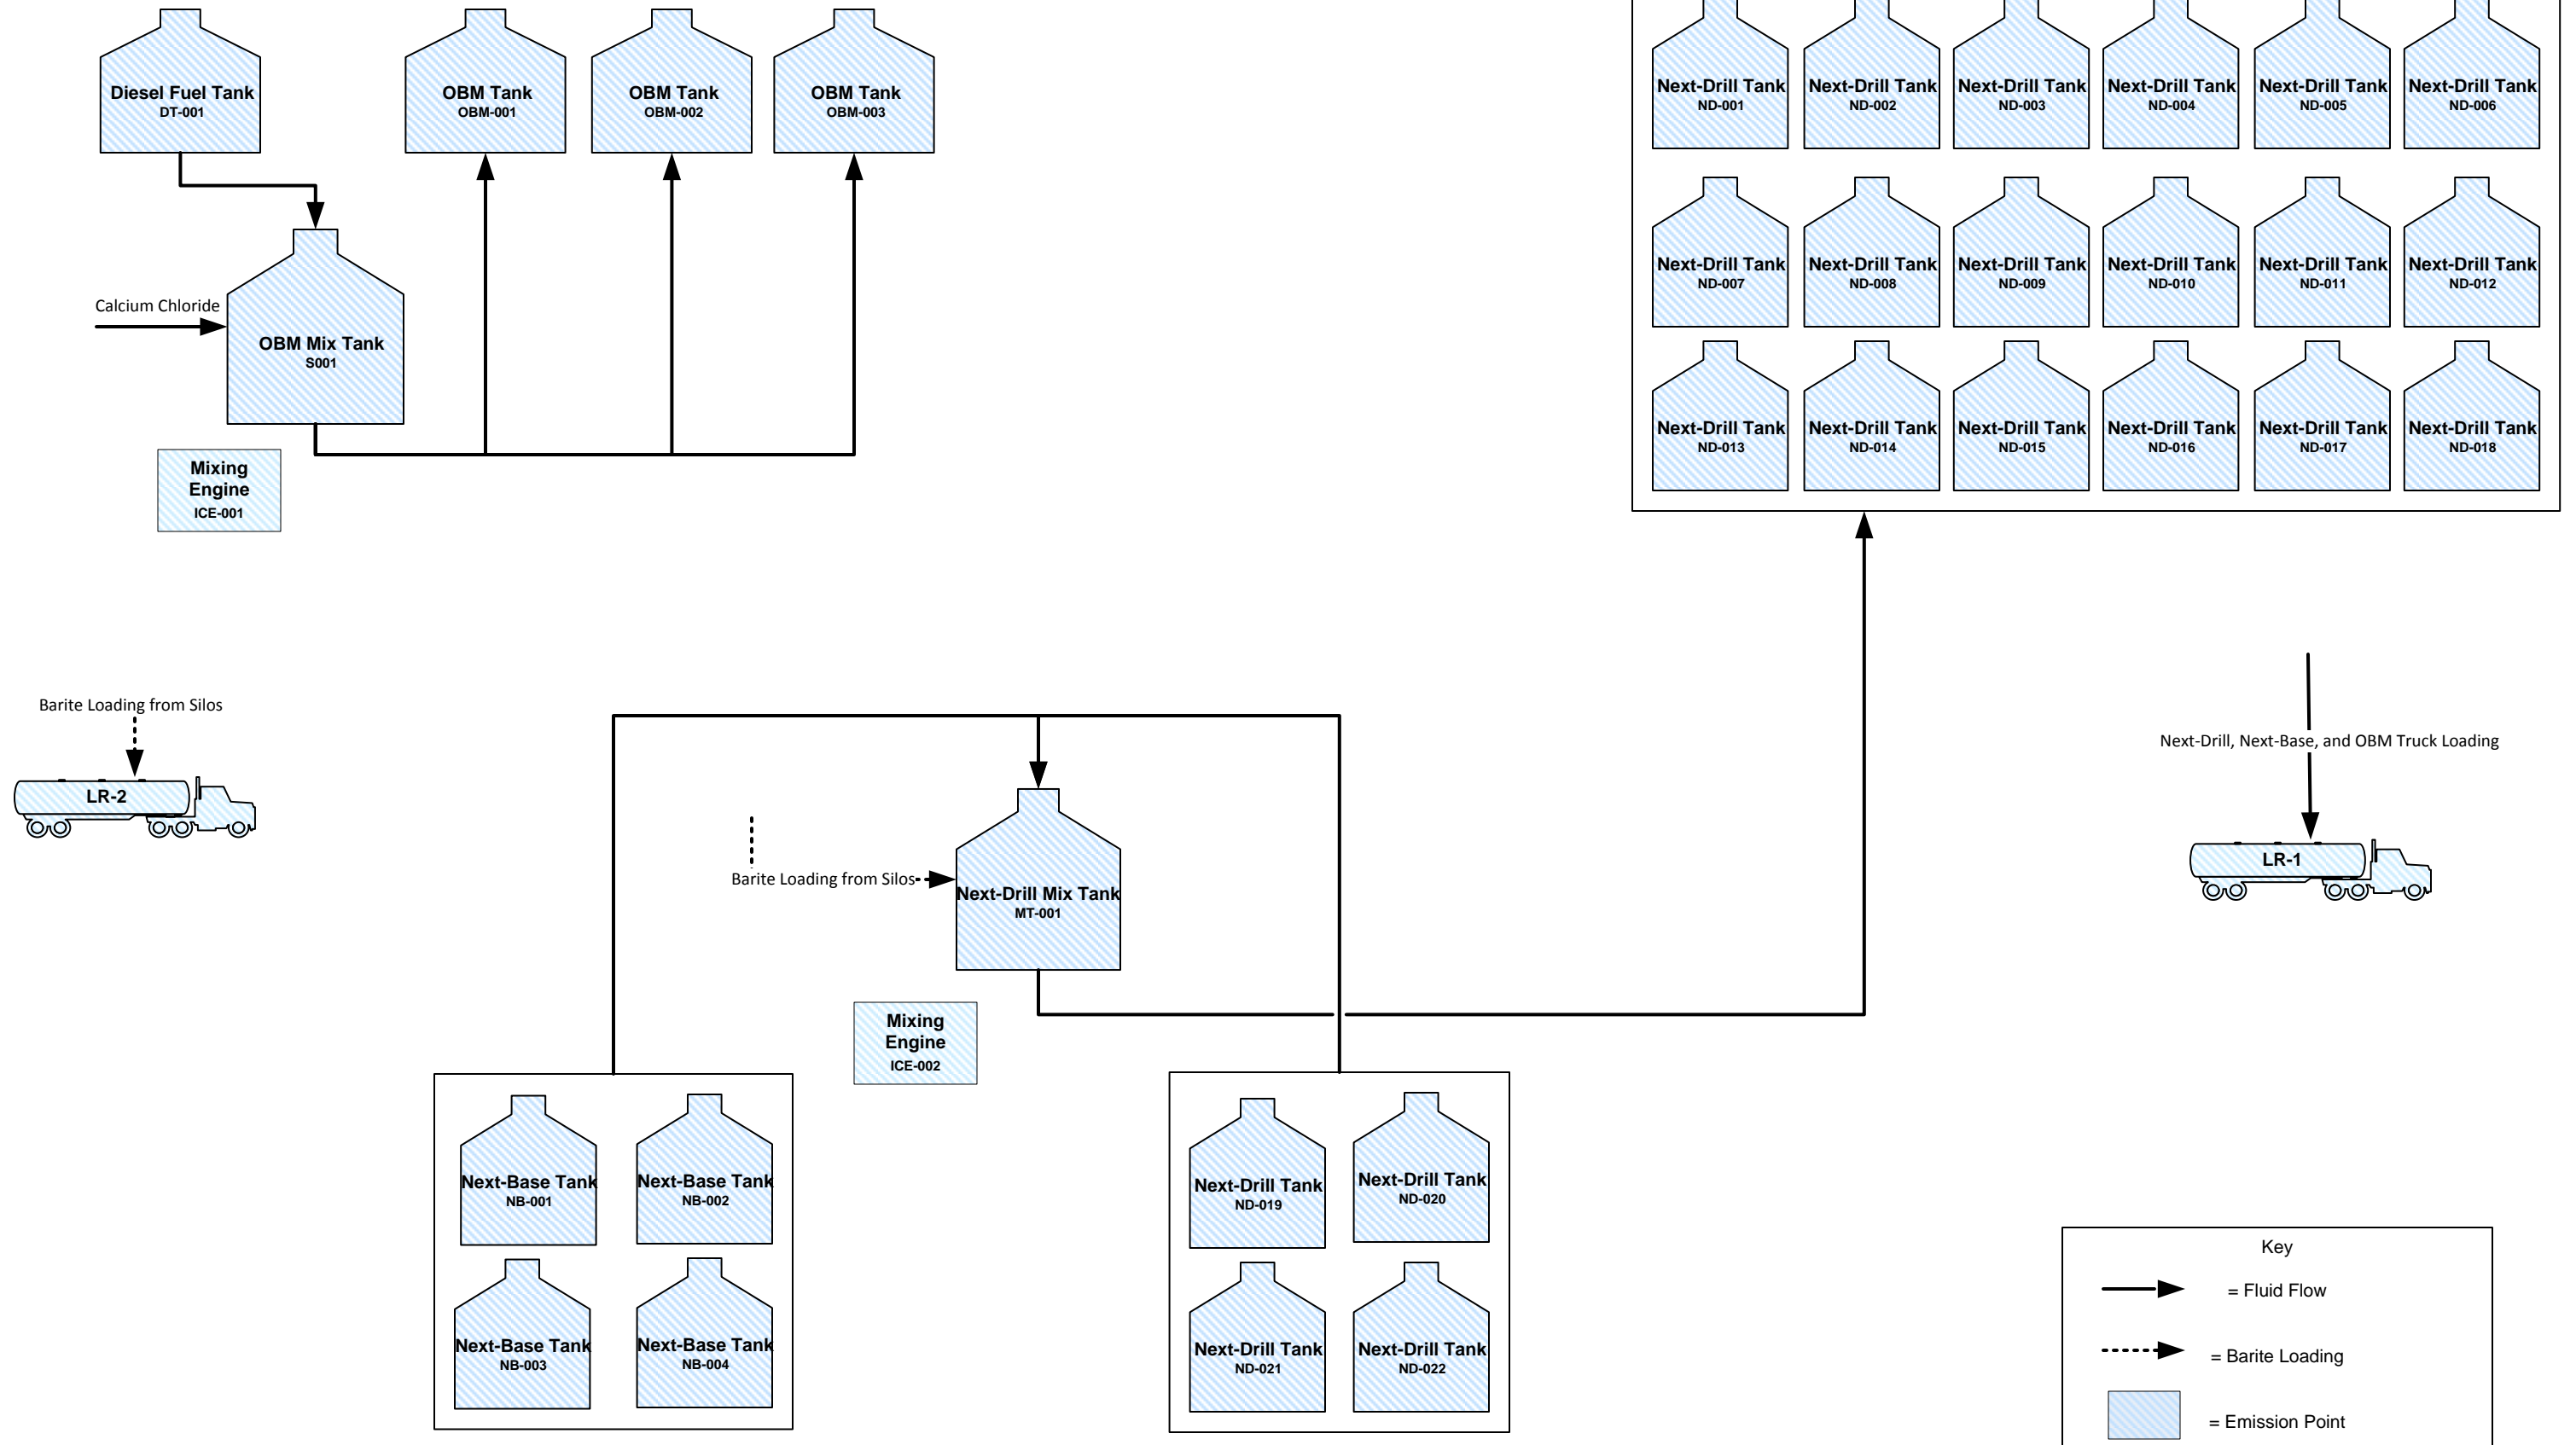 Diesel Fuel Tank
DT-001
OBM Tank
OBM-001
OBM Tank
OBM-002
OBM Tank
OBM-003
Next-Drill Tank
ND-001
Next-Drill Tank
ND-002
Next-Drill Tank
ND-003
Next-Drill Tank
ND-004
Next-Drill Tank
ND-005
Next-Drill Tank
ND-006
Next-Drill Tank
ND-007
Next-Drill Tank
ND-008
Next-Drill Tank
ND-009
Next-Drill Tank
ND-010
Next-Drill Tank
ND-011
Next-Drill Tank
ND-012
Calcium Chloride
OBM Mix Tank
S001
Next-Drill Tank
ND-013
Next-Drill Tank
ND-014
Next-Drill Tank
ND-015
Next-Drill Tank
ND-016
Next-Drill Tank
ND-017
Next-Drill Tank
ND-018
Mixing
Engine
ICE-001
Barite Loading from Silos
LR-2
Next-Drill, Next-Base, and OBM Truck Loading
LR-1
Barite Loading from Silos
Next-Drill Mix Tank
MT-001
Mixing
Engine
ICE-002
Next-Base Tank
NB-001
Next-Base Tank
NB-002
Next-Base Tank
NB-003
Next-Base Tank
NB-004
Next-Drill Tank
ND-019
Next-Drill Tank
ND-020
Next-Drill Tank
ND-021
Next-Drill Tank
ND-022
Key
= Fluid Flow
= Barite Loading
= Emission Point